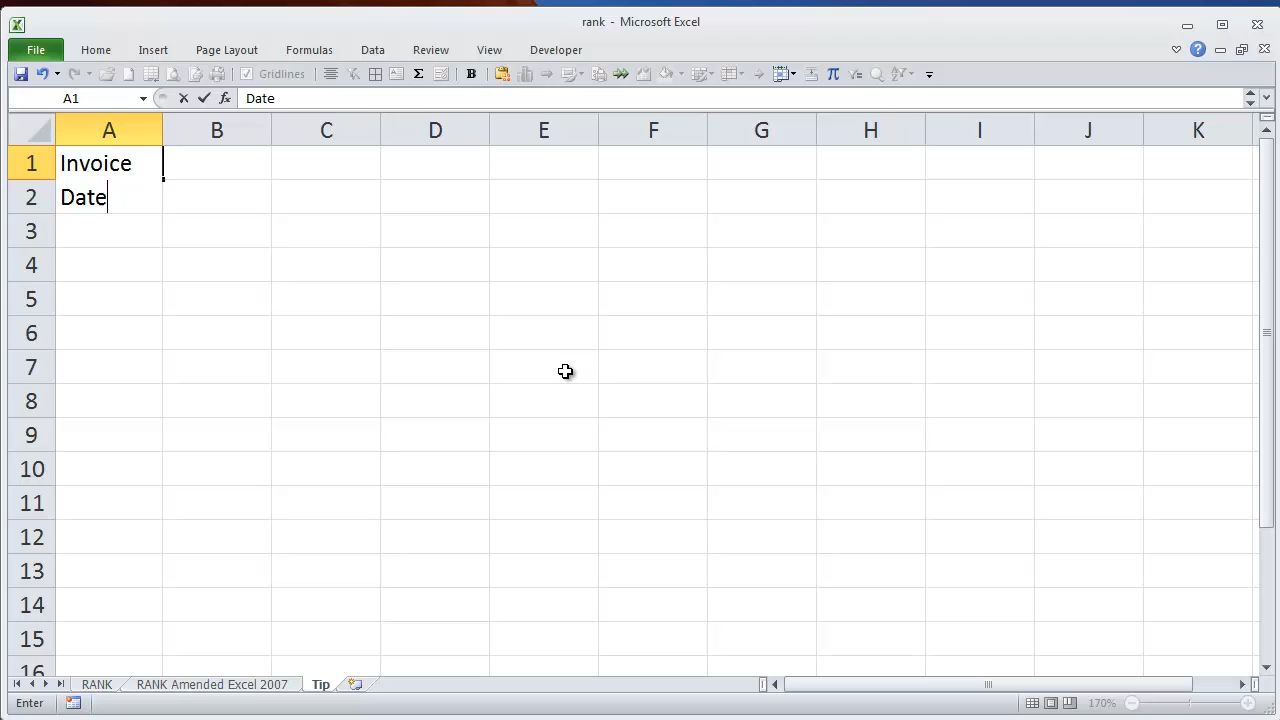 rank - Microsoft Excel
File Home Insert Page Layout Formulas Data Review View Developer
Gridlines Σ B π
A1 fx Date
A B C D E F G H I J K
1 Invoice
2 Date
3
4
5
6
7
8
9
10
11
12
13
14
15
16
RANK RANK Amended Excel 2007 Tip
Enter 170%